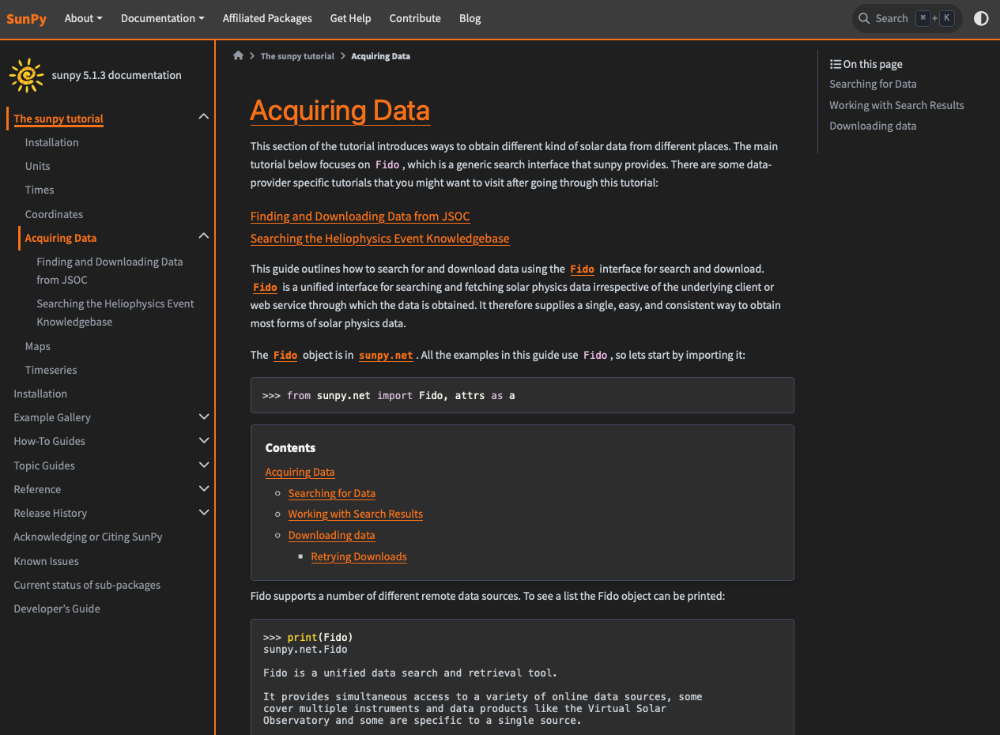 SunPy About Documentation Affiliated Packages Get Help Contribute Blog Search ⌘ + K
sunpy 5.1.3 documentation
The sunpy tutorial
Installation
Units
Times
Coordinates
Acquiring Data
Finding and Downloading Data
from JSOC
Searching the Heliophysics Event
Knowledgebase
Maps
Timeseries
Installation
Example Gallery
How-To Guides
Topic Guides
Reference
Release History
Acknowledging or Citing SunPy
Known Issues
Current status of sub-packages
Developer’s Guide
The sunpy tutorial > Acquiring Data
Acquiring Data
This section of the tutorial introduces ways to obtain different kind of solar data from different places. The main
tutorial below focuses on Fido, which is a generic search interface that sunpy provides. There are some data-
provider specific tutorials that you might want to visit after going through this tutorial:
Finding and Downloading Data from JSOC
Searching the Heliophysics Event Knowledgebase
This guide outlines how to search for and download data using the Fido interface for search and download.
Fido is a unified interface for searching and fetching solar physics data irrespective of the underlying client or
web service through which the data is obtained. It therefore supplies a single, easy, and consistent way to obtain
most forms of solar physics data.
The Fido object is in sunpy.net. All the examples in this guide use Fido, so lets start by importing it:
>>> from sunpy.net import Fido, attrs as a
Contents
Acquiring Data
Searching for Data
Working with Search Results
Downloading data
Retrying Downloads
Fido supports a number of different remote data sources. To see a list the Fido object can be printed:
>>> print(Fido)
sunpy.net.Fido
Fido is a unified data search and retrieval tool.
It provides simultaneous access to a variety of online data sources, some
cover multiple instruments and data products like the Virtual Solar
Observatory and some are specific to a single source.
On this page
Searching for Data
Working with Search Results
Downloading data